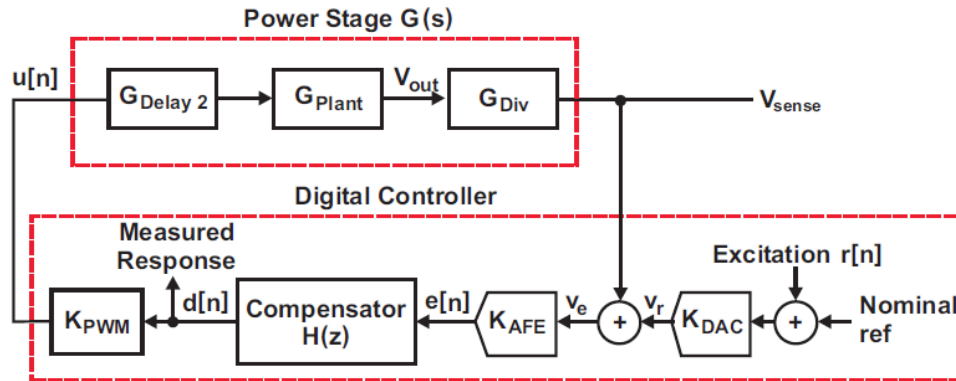 Power Stage G(s)
u[n]
G_Delay 2
G_Plant
V_out
G_Div
V_sense
Digital Controller
Measured
Response
Excitation r[n]
K_PWM
d[n]
Compensator
H(z)
e[n]
K_AFE
v_e
+
v_r
K_DAC
+
Nominal
ref